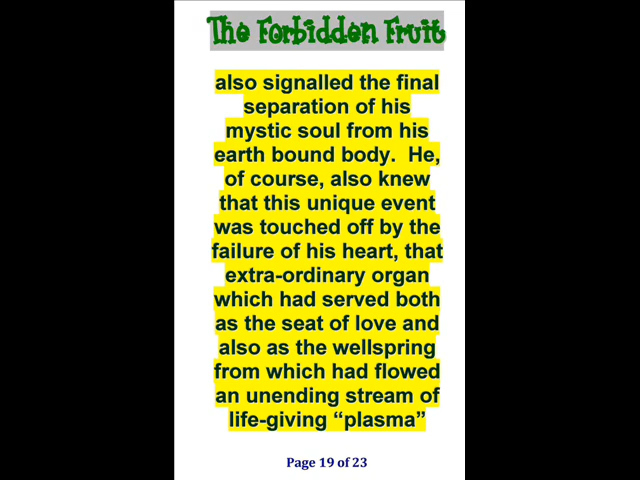 The Forbidden Fruit
also signalled the final
separation of his
mystic soul from his
earth bound body.  He,
of course, also knew
that this unique event
was touched off by the
failure of his heart, that
extra-ordinary organ
which had served both
as the seat of love and
also as the wellspring
from which had flowed
an unending stream of
life-giving “plasma”
Page 19 of 23